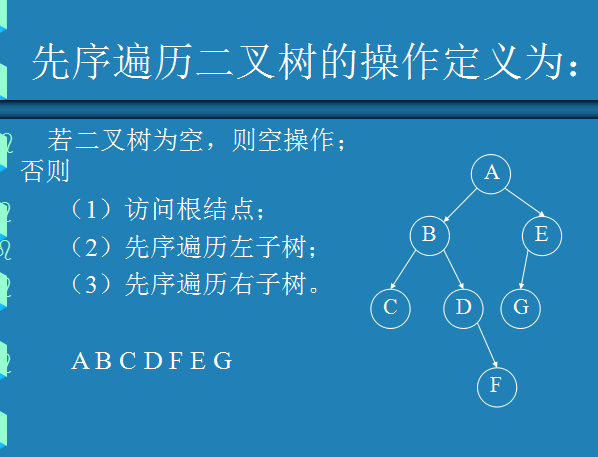 先序遍历二叉树的操作定义为：
若二叉树为空，则空操作；
否则
（1）访问根结点；
（2）先序遍历左子树；
（3）先序遍历右子树。
A B C D F E G
A
B
E
C
D
G
F